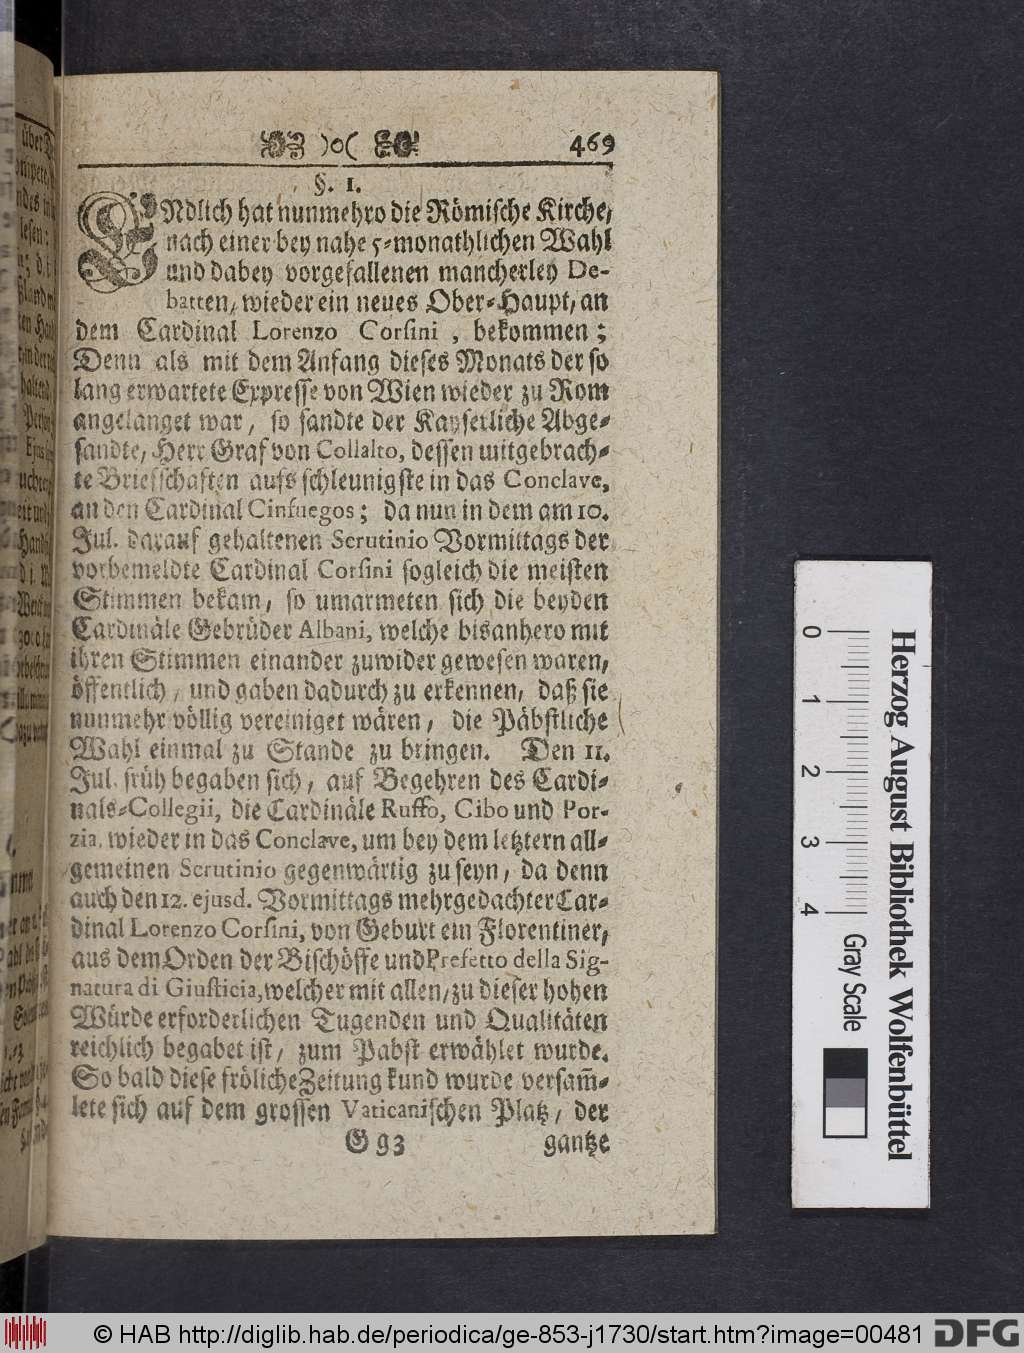 )o( 469
§. 1.
ENdlich hat nunmehro die Römische Kirche,
nach einer bey nahe 5-monathlichen Wahl
und dabey vorgefallenen mancherley De-
batten, wieder ein neues Ober-Haupt, an
dem Cardinal Lorenzo Corsini, bekommen;
Denn als mit dem Anfang dieses Monats der so
lang erwartete Expresse von Wien wieder zu Rom
angelanget war, so sandte der Kayserliche Abge-
sandte, Herr Graf von Collalto, dessen mitgebrach-
te Briefschaften aufs schleunigste in das Conclave,
an den Cardinal Cinfuegos; da nun in dem am 10.
Jul. darauf gehaltenen Scrutinio Vormittags der
vorbemeldte Cardinal Corsini sogleich die meisten
Stimmen bekam, so umarmeten sich die beyden
Cardinäle Gebrüder Albani, welche bisanhero mit
ihren Stimmen einander zuwider gewesen waren,
öffentlich, und gaben dadurch zu erkennen, daß sie
nunmehr völlig vereiniget wären, die Päbstliche
Wahl einmal zu Stande zu bringen. Den 11.
Jul. früh begaben sich, auf Begehren des Cardi-
nals-Collegii, die Cardinäle Ruffo, Cibo und Por-
zia, wieder in das Conclave, um bey dem letztern all-
gemeinen Scrutinio gegenwärtig zu seyn, da denn
auch den 12. ejusd. Vormittags mehrgedachter Car-
dinal Lorenzo Corsini, von Geburt ein Florentiner,
aus dem Orden der Bischöffe und Prefetto della Sig-
natura di Giusticia, welcher mit allen, zu dieser hohen
Würde erforderlichen Tugenden und Qualitäten
reichlich begabet ist, zum Pabst erwählet wurde.
So bald diese fröliche Zeitung kund wurde versam̄-
lete sich auf dem grossen Vaticanischen Platz, der
G g 3 gantze
Herzog August Bibliothek Wolfenbüttel
0 1 2 3 4 Gray Scale
© HAB http://diglib.hab.de/periodica/ge-853-j1730/start.htm?image=00481 DFG